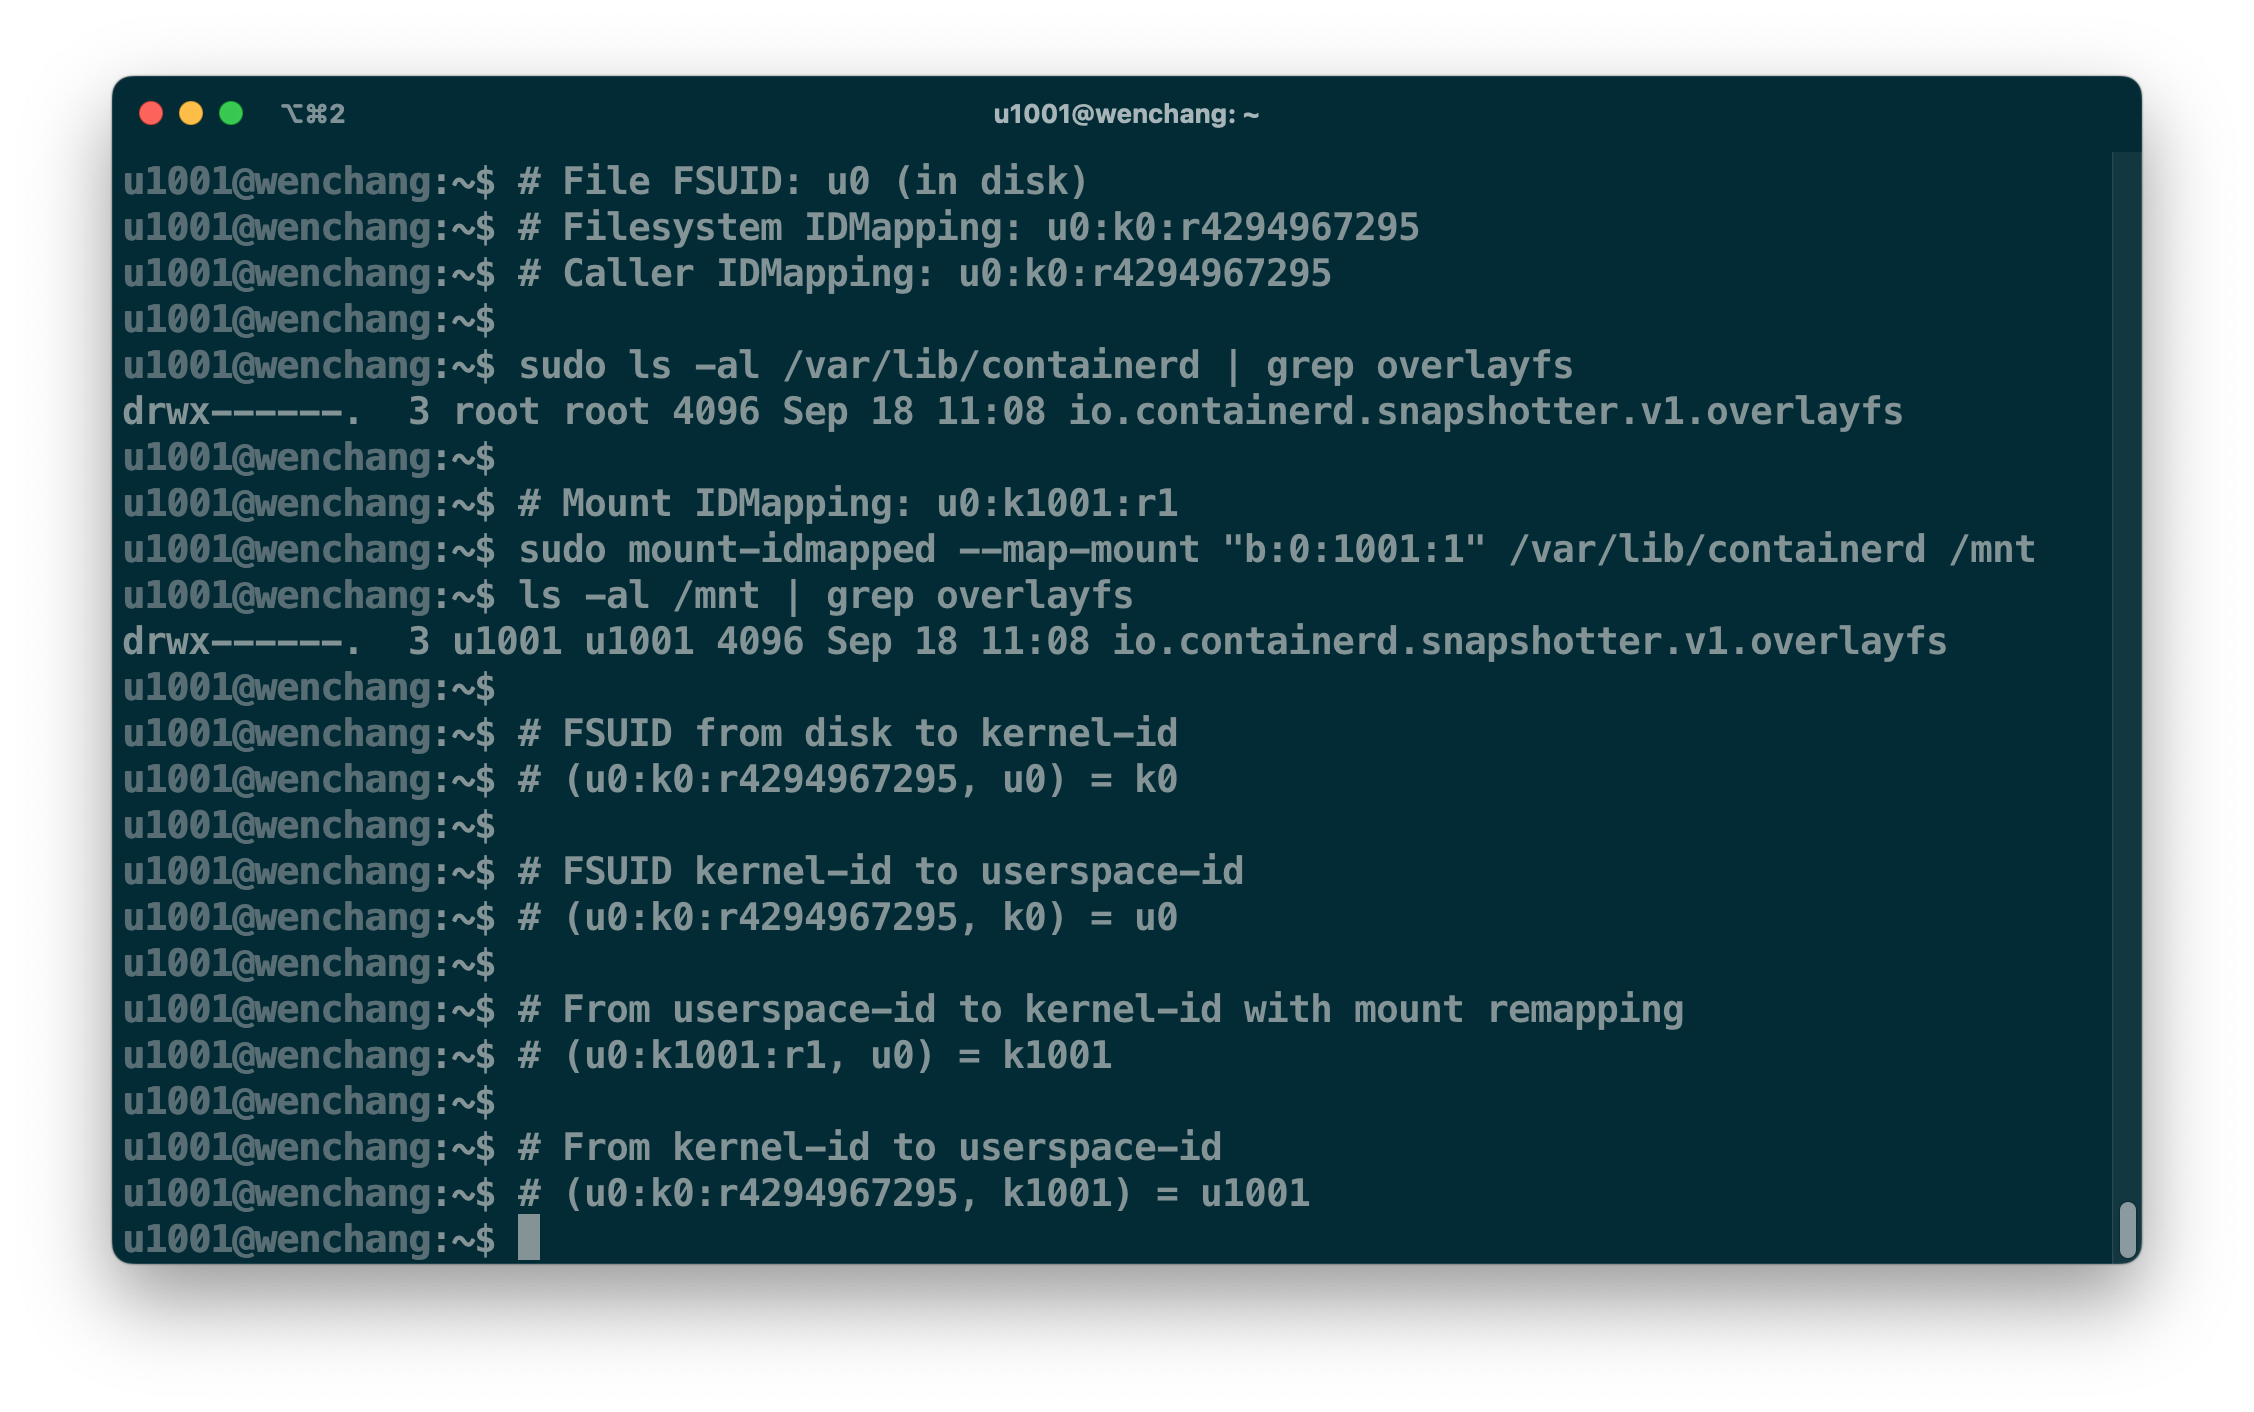 ⌥⌘2
u1001@wenchang: ~
u1001@wenchang:~$ # File FSUID: u0 (in disk)
u1001@wenchang:~$ # Filesystem IDMapping: u0:k0:r4294967295
u1001@wenchang:~$ # Caller IDMapping: u0:k0:r4294967295
u1001@wenchang:~$
u1001@wenchang:~$ sudo ls -al /var/lib/containerd | grep overlayfs
drwx------.  3 root root 4096 Sep 18 11:08 io.containerd.snapshotter.v1.overlayfs
u1001@wenchang:~$
u1001@wenchang:~$ # Mount IDMapping: u0:k1001:r1
u1001@wenchang:~$ sudo mount-idmapped --map-mount "b:0:1001:1" /var/lib/containerd /mnt
u1001@wenchang:~$ ls -al /mnt | grep overlayfs
drwx------.  3 u1001 u1001 4096 Sep 18 11:08 io.containerd.snapshotter.v1.overlayfs
u1001@wenchang:~$
u1001@wenchang:~$ # FSUID from disk to kernel-id
u1001@wenchang:~$ # (u0:k0:r4294967295, u0) = k0
u1001@wenchang:~$
u1001@wenchang:~$ # FSUID kernel-id to userspace-id
u1001@wenchang:~$ # (u0:k0:r4294967295, k0) = u0
u1001@wenchang:~$
u1001@wenchang:~$ # From userspace-id to kernel-id with mount remapping
u1001@wenchang:~$ # (u0:k1001:r1, u0) = k1001
u1001@wenchang:~$
u1001@wenchang:~$ # From kernel-id to userspace-id
u1001@wenchang:~$ # (u0:k0:r4294967295, k1001) = u1001
u1001@wenchang:~$